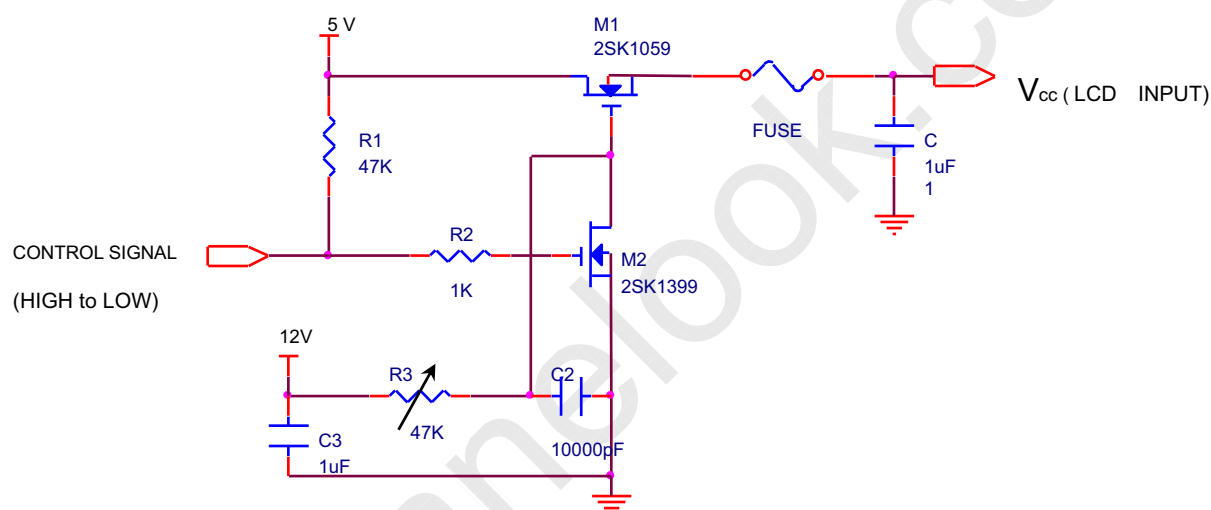 5 V
M1
2SK1059
Vcc ( LCD INPUT)
FUSE
R1
47K
C
1uF
1
CONTROL SIGNAL
(HIGH to LOW)
R2
1K
M2
2SK1399
12V
R3
47K
C2
10000pF
C3
1uF
nelook.c